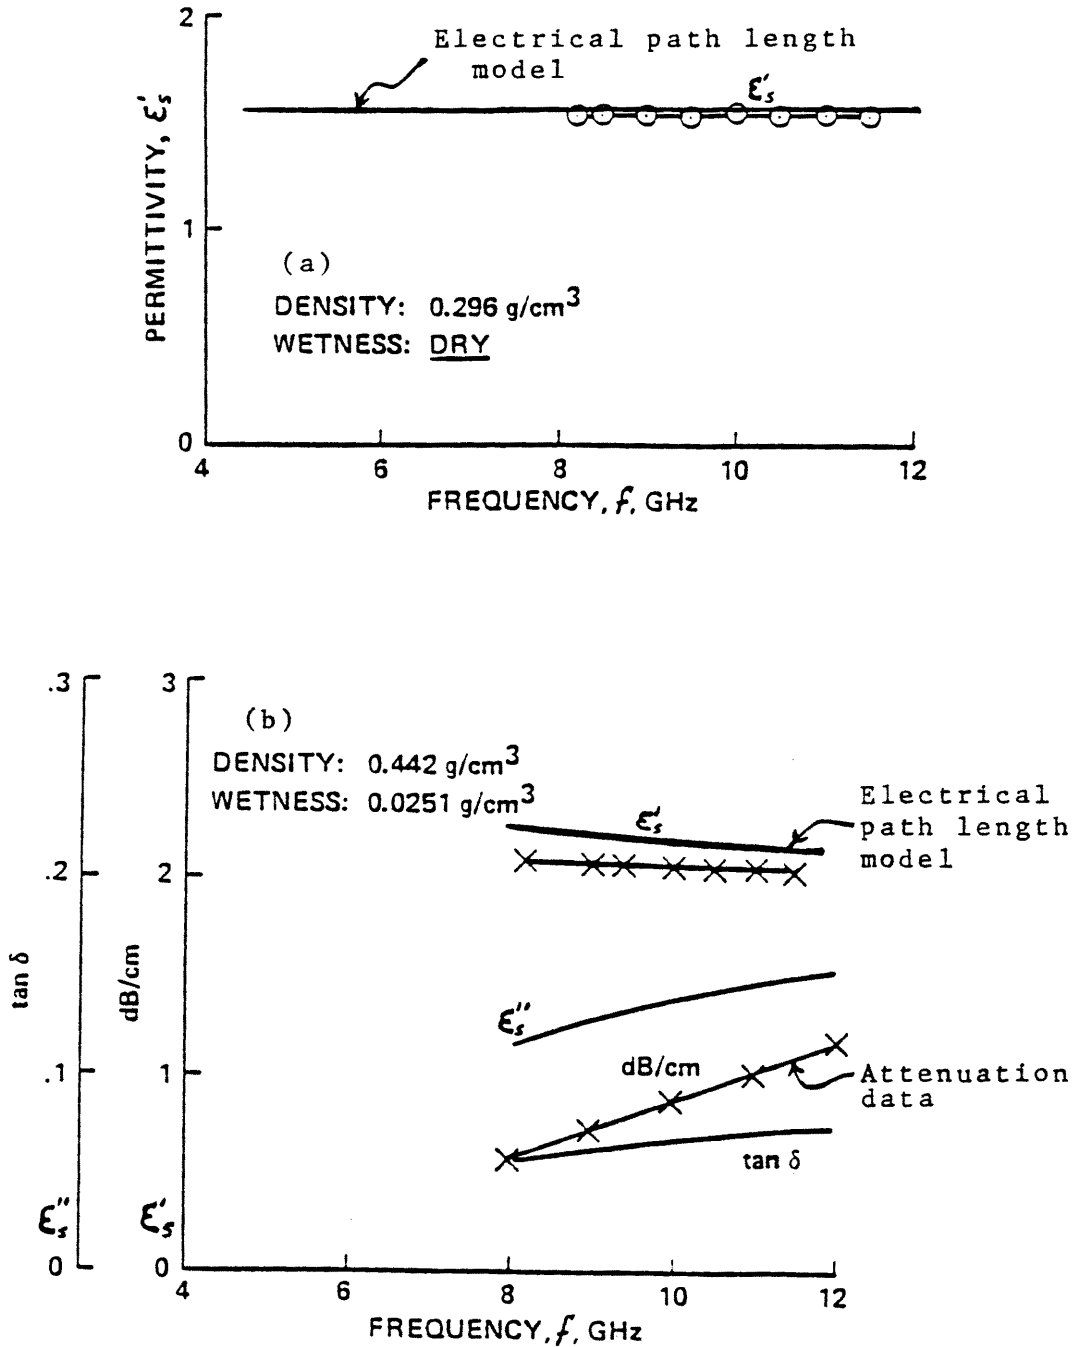 2
Electrical path length
model
ε's
1
PERMITTIVITY, ε's
(a)
DENSITY: 0.296 g/cm3
WETNESS: DRY
0
4 6 8 10 12
FREQUENCY, f, GHz
.3 3
(b)
DENSITY: 0.442 g/cm3
WETNESS: 0.0251 g/cm3
ε's
Electrical
path length
model
.2 2
tan δ
dB/cm
ε''s
.1 1
dB/cm
Attenuation
data
tan δ
ε''s ε's
0 0
4 6 8 10 12
FREQUENCY, f, GHz